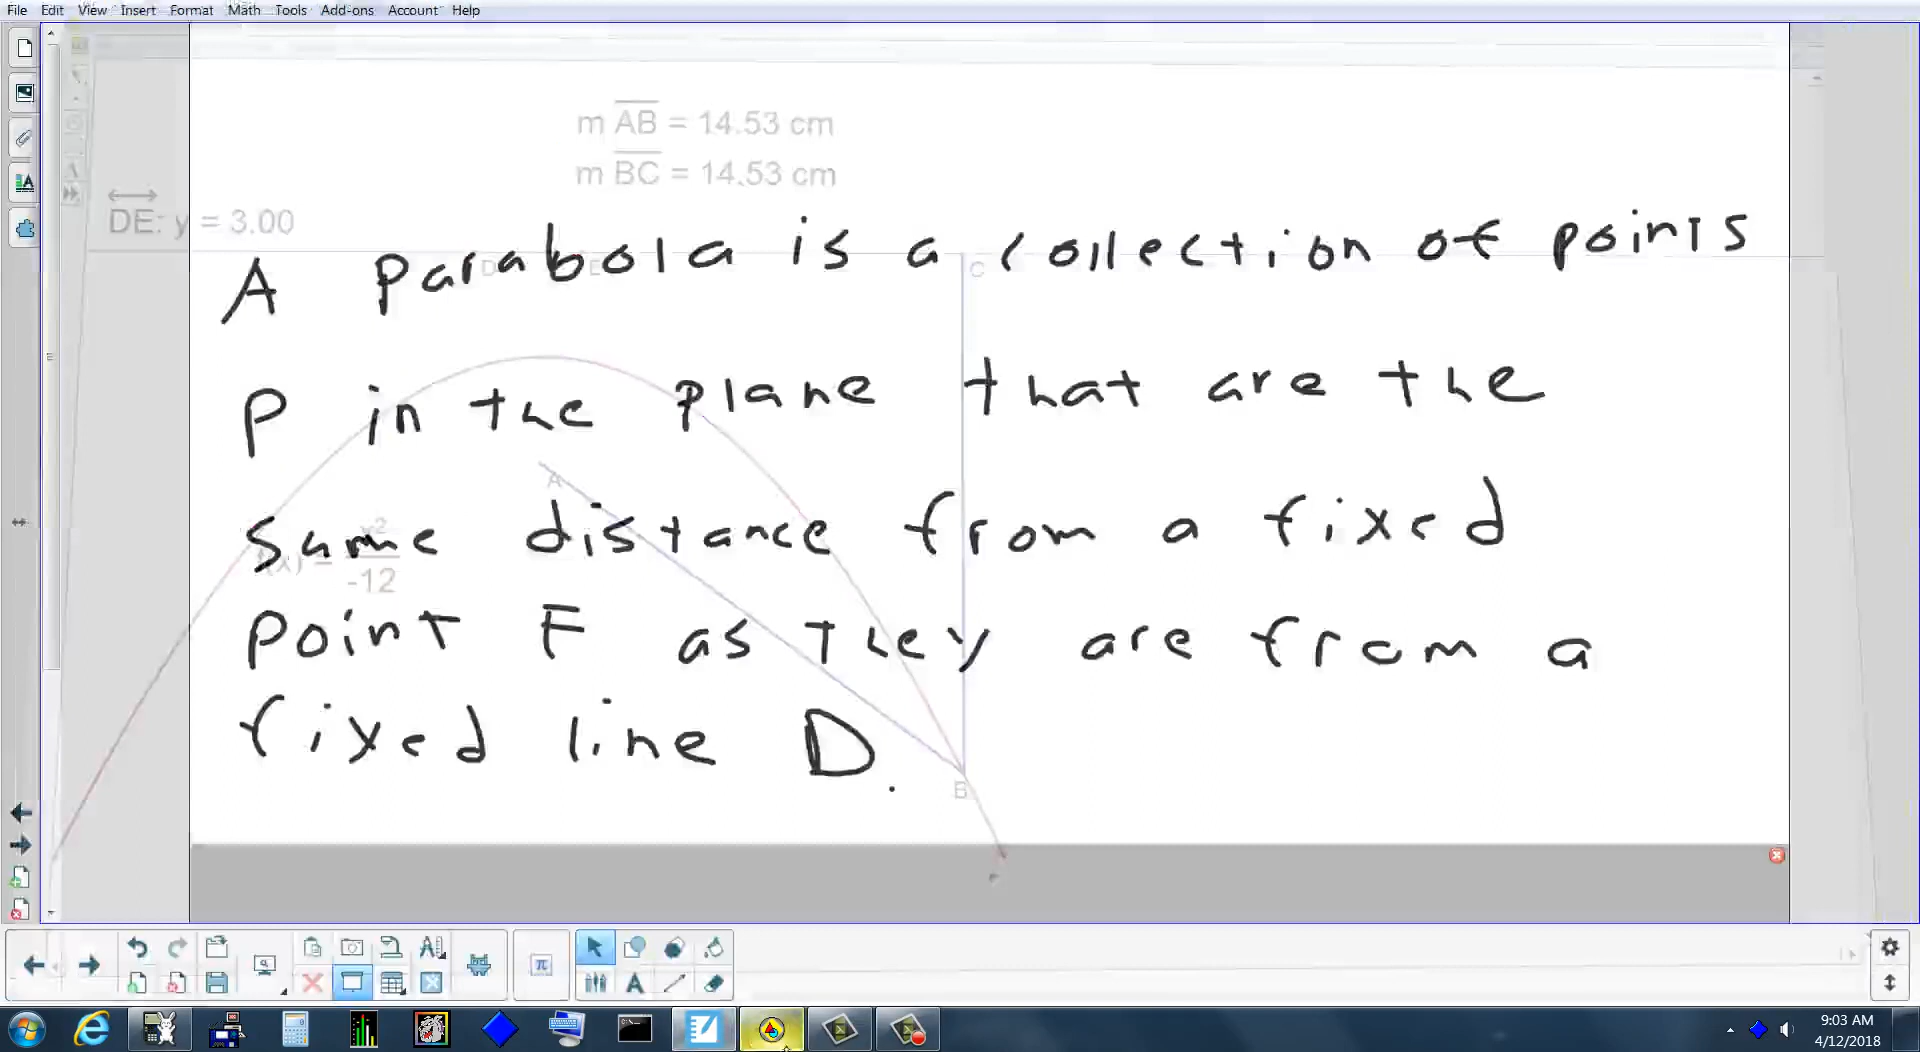 File Edit View Insert Format Math Tools Add-ons Account Help
m AB = 14.53 cm
m BC = 14.53 cm
DE: y = 3.00
D E C
A parabola is a collection of points
P in the plane that are the
A
same distance from a fixed
x²
f(x) = -12
point F as they are from a
fixed line D.
B
π
A
9:03 AM
4/12/2018